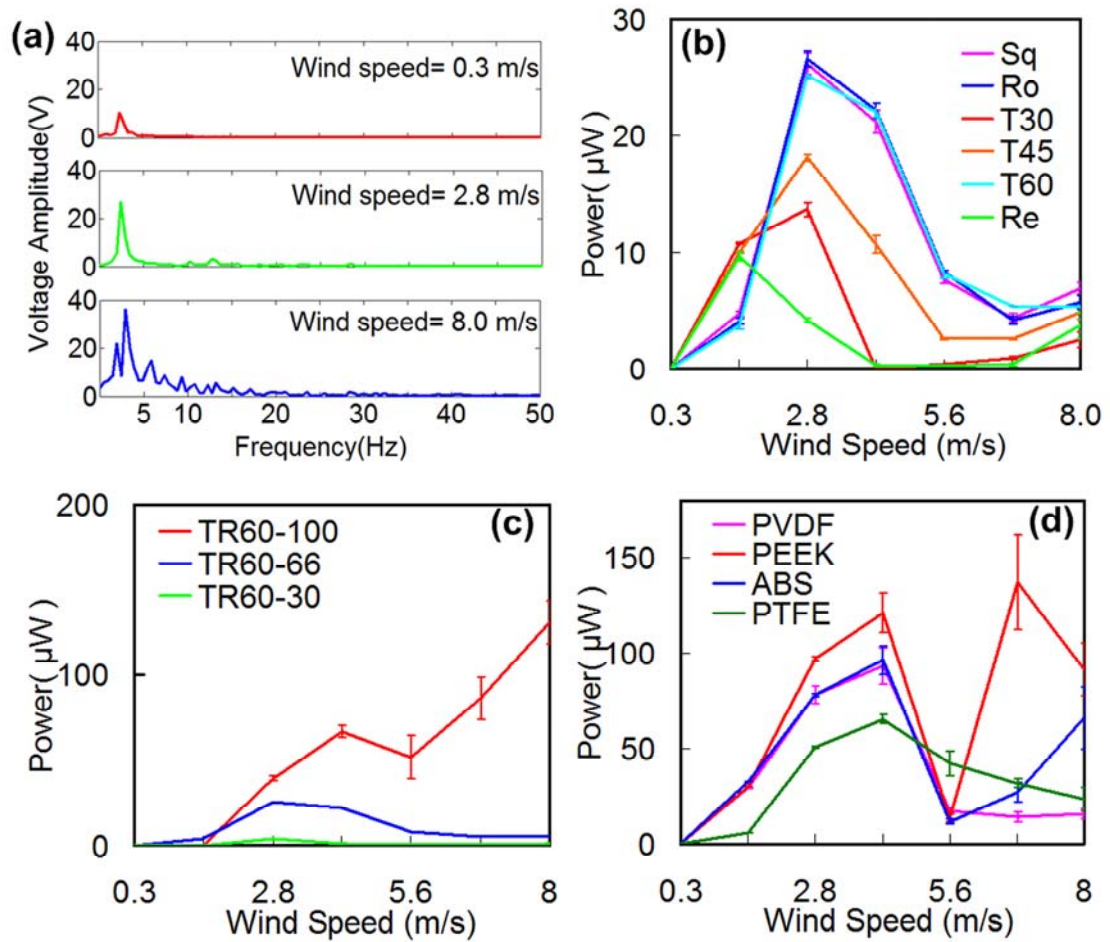 (a)
40
20
0
Wind speed= 0.3 m/s
40
20
0
Wind speed= 2.8 m/s
40
20
0
Wind speed= 8.0 m/s
5 10 20 30 40 50
Voltage Amplitude(V)
Frequency(Hz)
(b)
30
20
10
0
Sq
Ro
T30
T45
T60
Re
Power( µW )
0.3 2.8 5.6 8.0
Wind Speed (m/s)
(c)
200
100
0
TR60-100
TR60-66
TR60-30
Power( µW )
0.3 2.8 5.6 8
Wind Speed (m/s)
(d)
150
100
50
0
PVDF
PEEK
ABS
PTFE
Power( µW )
0.3 2.8 5.6 8
Wind Speed (m/s)